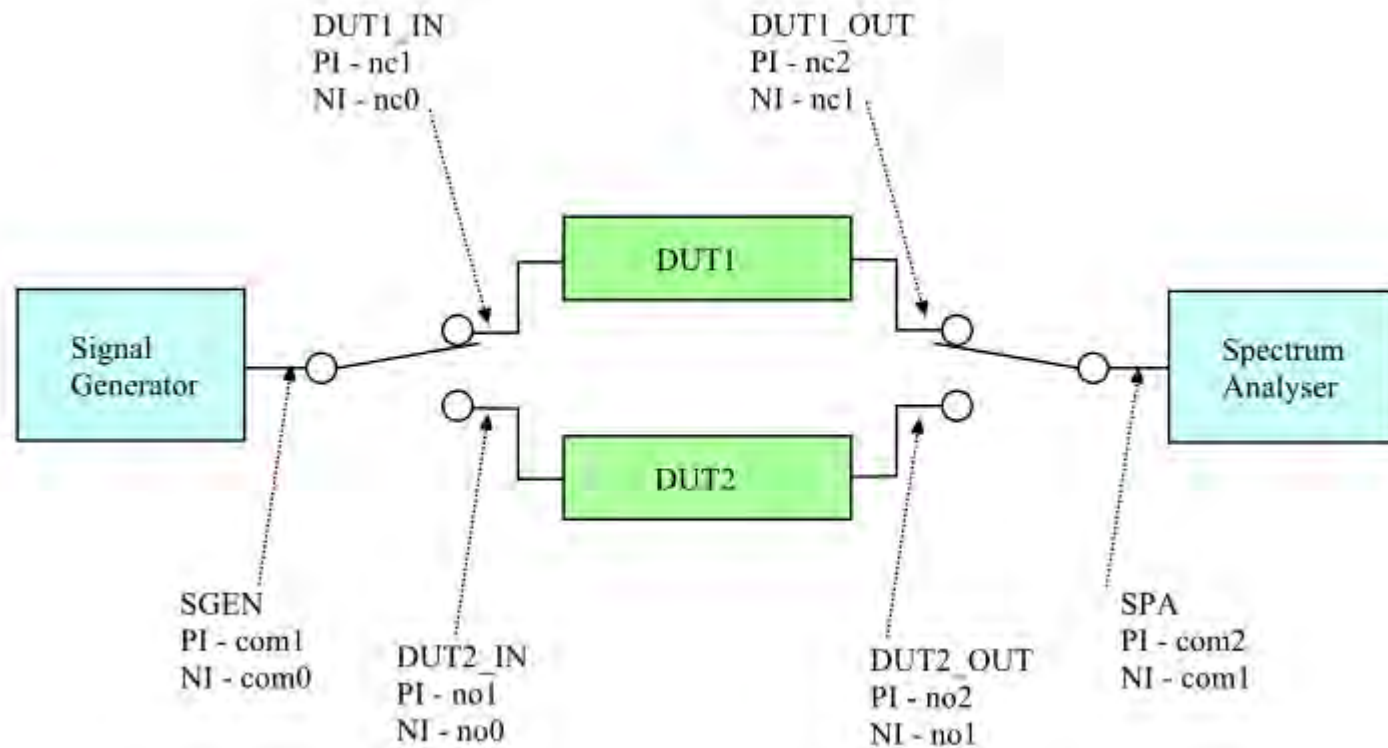 DUT1_IN
PI - nc1
NI - nc0
DUT1_OUT
PI - nc2
NI - nc1
DUT1
Signal
Generator
Spectrum
Analyser
DUT2
SGEN
PI - com1
NI - com0
DUT2_IN
PI - no1
NI - no0
DUT2_OUT
PI - no2
NI - no1
SPA
PI - com2
NI - com1